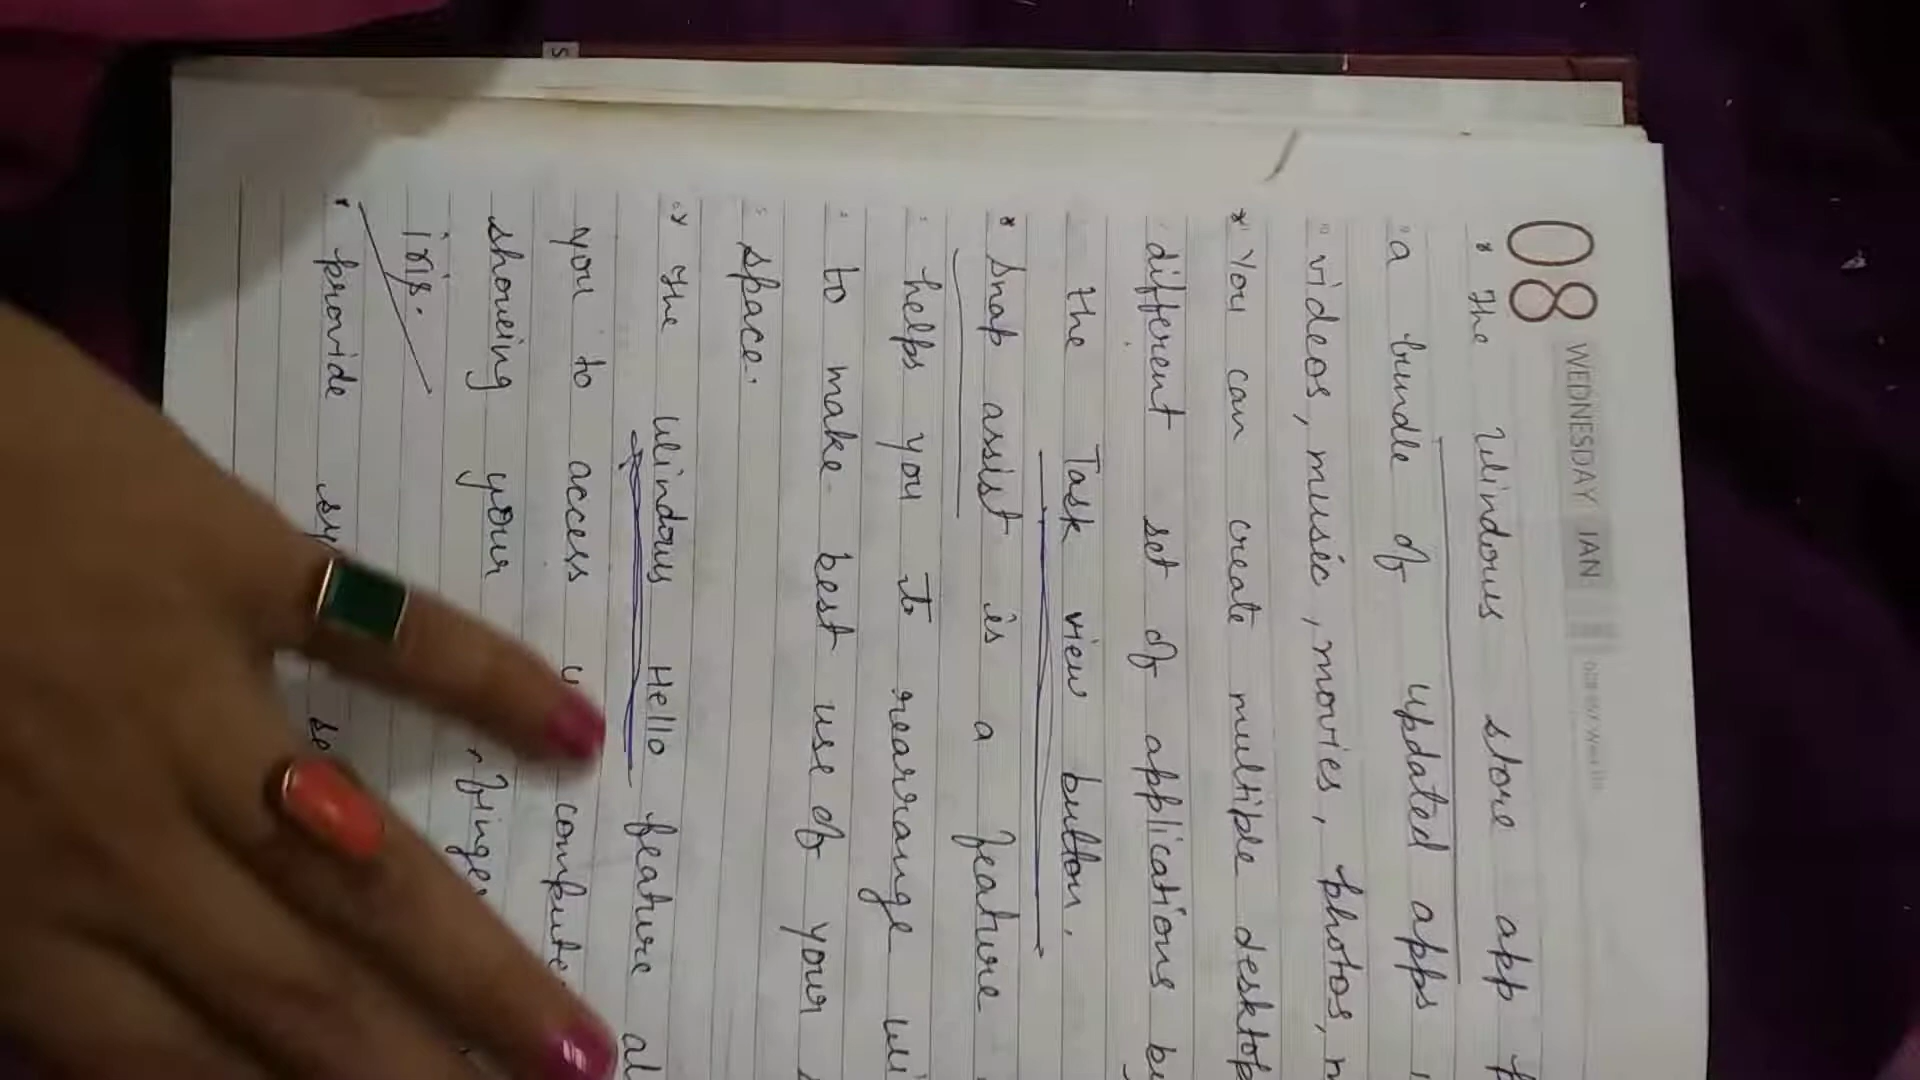 08 WEDNESDAY JAN
* The Windows store app
a bundle of updated apps
videos, music, movies, photos,
* You can create multiple desktop
different set of applications
the Task view button.
* Snap assist is a feature
helps you to rearrange
to make best use of your
space.
* The Windows Hello feature
you to access
showing your
iris.
* provide